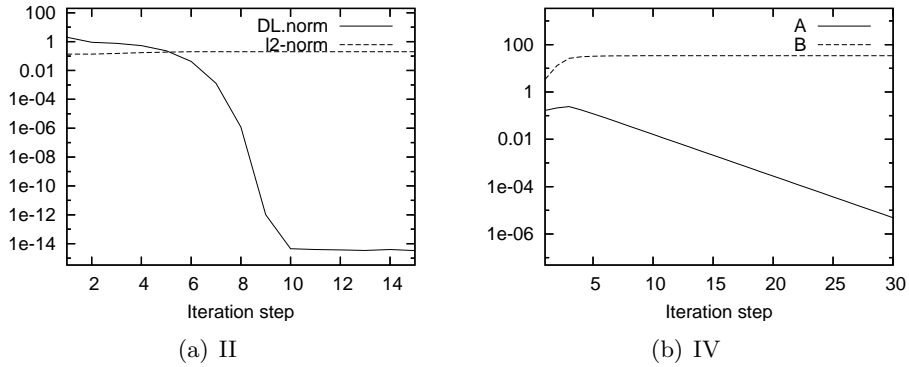 100
1
0.01
1e-04
1e-06
1e-08
1e-10
1e-12
1e-14
DL.norm
l2-norm
2 4 6 8 10 12 14
Iteration step
(a) II
100
1
0.01
1e-04
1e-06
A
B
5 10 15 20 25 30
Iteration step
(b) IV